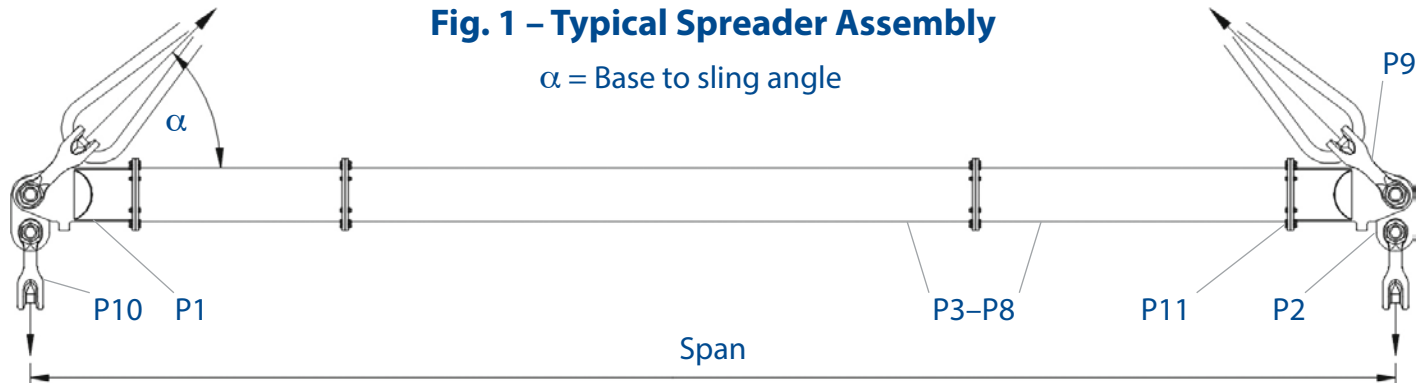 Fig. 1 – Typical Spreader Assembly
α = Base to sling angle
P9
α
P10
P1
P3–P8
P11
P2
Span